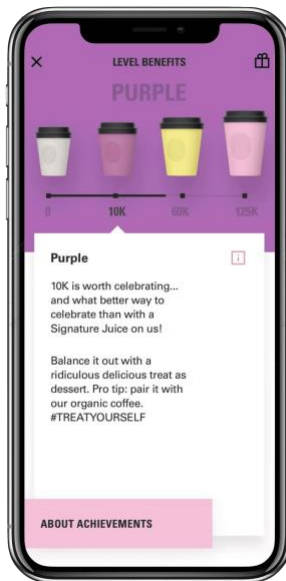 LEVEL BENEFITS
PURPLE
0 10K 60K 125K
Purple
10K is worth celebrating...
and what better way to
celebrate than with a
Signature Juice on us!
Balance it out with a
ridiculous delicious treat as
dessert. Pro tip: pair it with
our organic coffee.
#TREATYOURSELF
ABOUT ACHIEVEMENTS